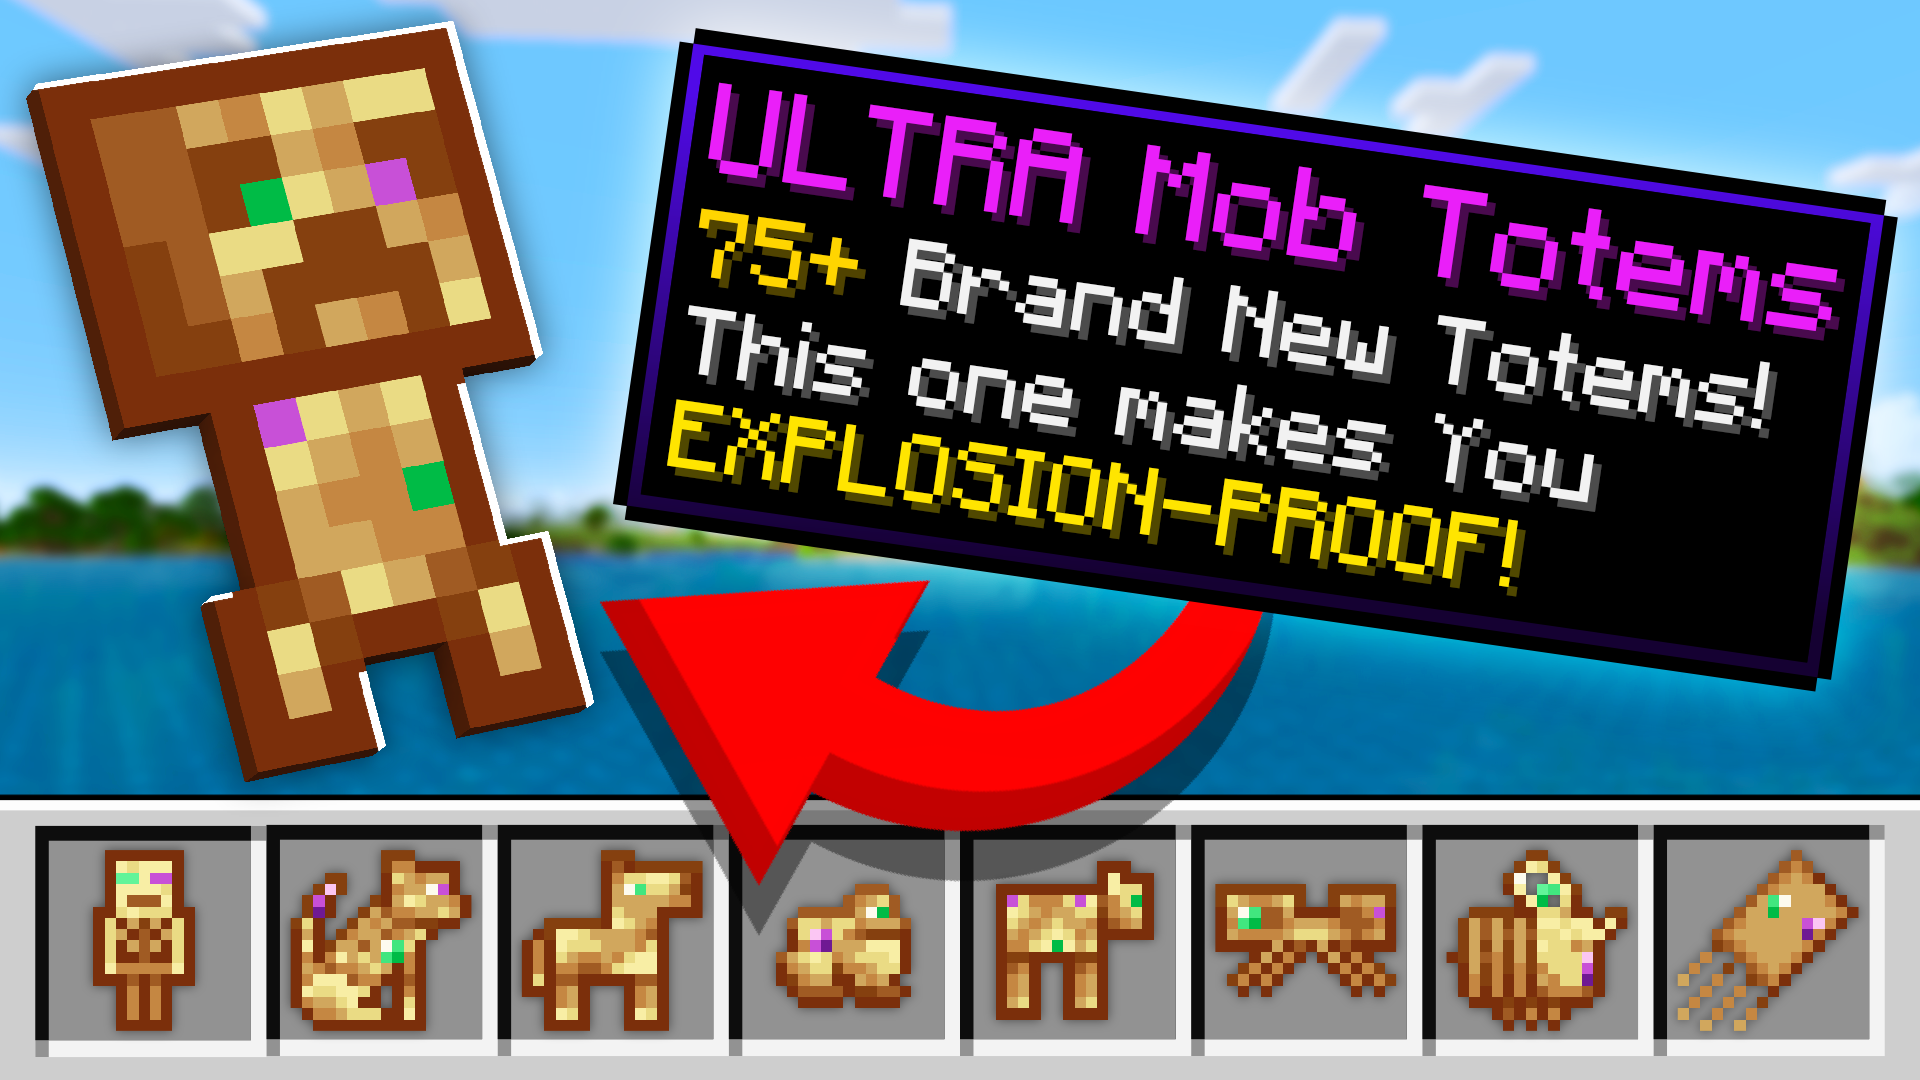 ULTRA Mob Totems
75+ Brand New Totems!
This one makes You
EXPLOSION-PROOF!